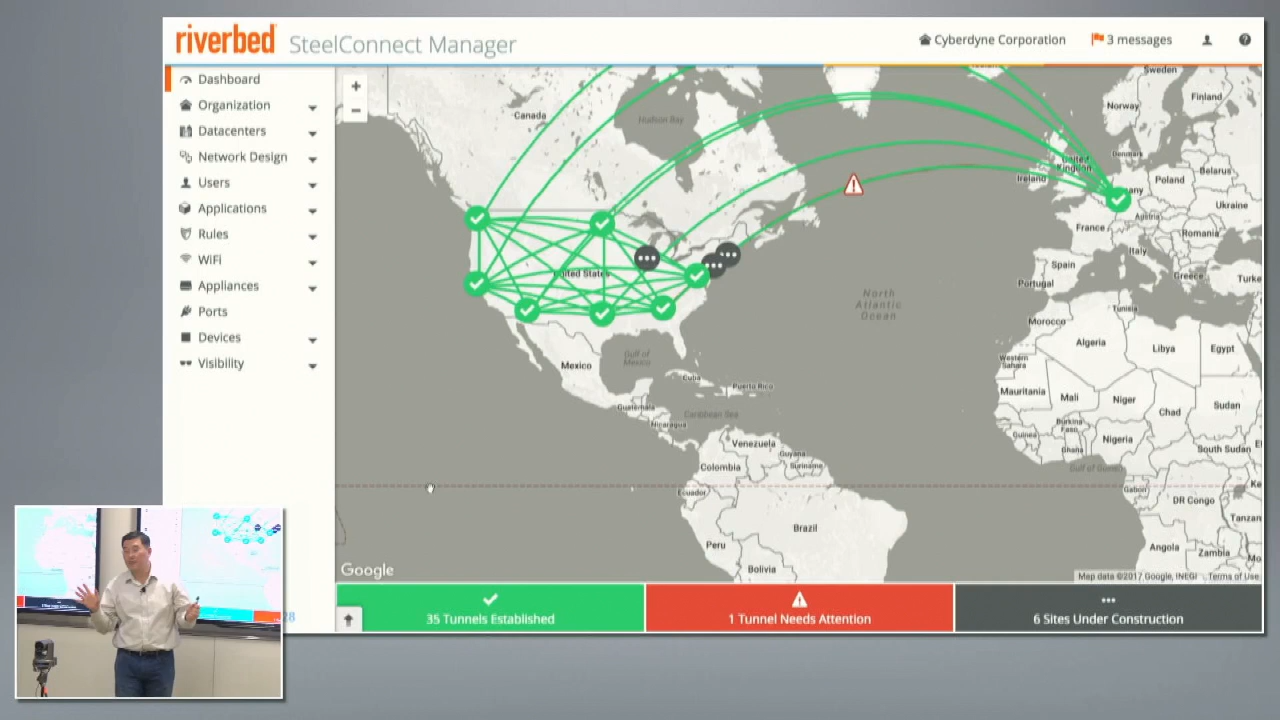 riverbed SteelConnect Manager
Cyberdyne Corporation 3 messages
Dashboard
Organization
Datacenters
Network Design
Users
Applications
Rules
WiFi
Appliances
Ports
Devices
Visibility
+
−
Canada
Hudson Bay
Sweden
Finland
Norway
United
Kingdom
Denmark
Ireland
Belarus
Poland
Ukraine
Austria
France
Romania
Italy
Spain
Greece
Portugal
United States
North
Atlantic
Ocean
Tunisia
Morocco
Algeria
Libya
Egypt
Western
Sahara
Gulf of
Mexico
Mexico
Cuba
Puerto Rico
Mauritania
Mali
Niger
Chad
Sudan
Guatemala
Caribbean Sea
Nicaragua
Burkina
Faso
Guinea
Ghana
Nigeria
South Sudan
Venezuela
Guyana
Suriname
Colombia
Gulf of Guinea
Ecuador
Gabon
DR Congo
Brazil
Peru
Angola
Zambia
Bolivia
Google
Map data ©2017 Google, INEGI Terms of Use
35 Tunnels Established
1 Tunnel Needs Attention
6 Sites Under Construction